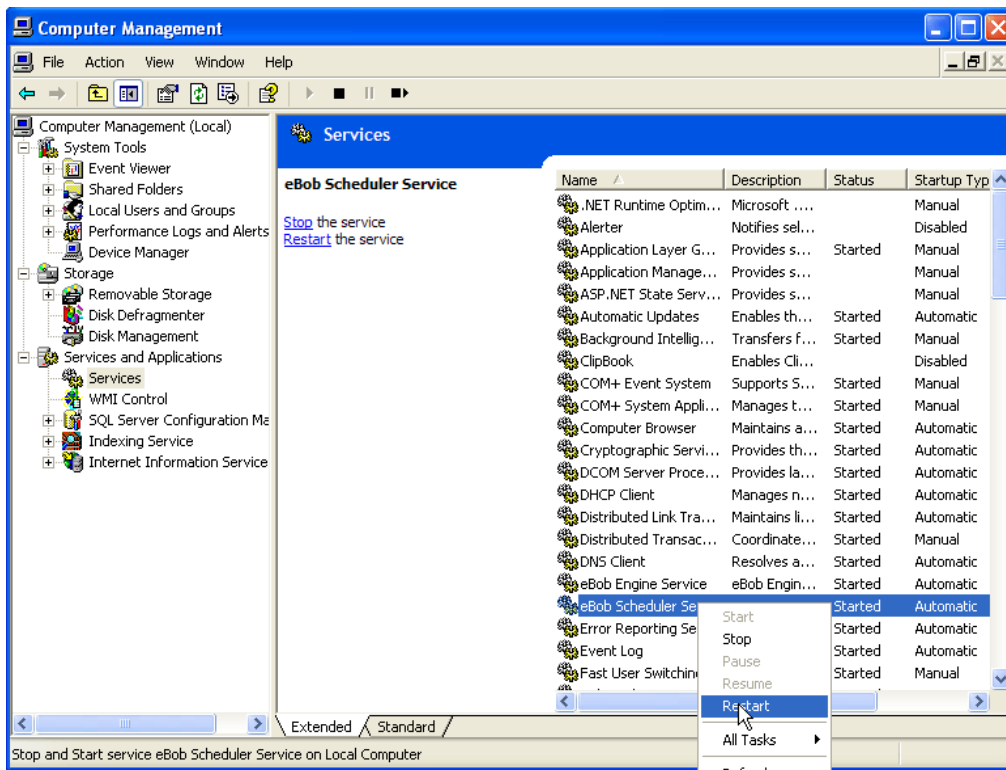 Computer Management
File Action View Window Help
Computer Management (Local)
System Tools
Event Viewer
Shared Folders
Local Users and Groups
Performance Logs and Alerts
Device Manager
Storage
Removable Storage
Disk Defragmenter
Disk Management
Services and Applications
Services
WMI Control
SQL Server Configuration Ma
Indexing Service
Internet Information Service
Services
eBob Scheduler Service
Stop the service
Restart the service
Name Description Status Startup Typ
.NET Runtime Optim... Microsoft .... Manual
Alerter Notifies sel... Disabled
Application Layer G... Provides s... Started Manual
Application Manage... Provides s... Manual
ASP.NET State Serv... Provides s... Manual
Automatic Updates Enables th... Started Automatic
Background Intellig... Transfers f... Started Manual
ClipBook Enables Cli... Disabled
COM+ Event System Supports S... Started Manual
COM+ System Appli... Manages t... Started Manual
Computer Browser Maintains a... Started Automatic
Cryptographic Servi... Provides th... Started Automatic
DCOM Server Proce... Provides la... Started Automatic
DHCP Client Manages n... Started Automatic
Distributed Link Tra... Maintains li... Started Automatic
Distributed Transac... Coordinate... Started Manual
DNS Client Resolves a... Started Automatic
eBob Engine Service eBob Engin... Started Automatic
eBob Scheduler Se Started Automatic
Error Reporting Se Started Automatic
Event Log Started Automatic
Fast User Switchin Started Manual
Start
Stop
Pause
Resume
Restart
All Tasks
Extended Standard
Stop and Start service eBob Scheduler Service on Local Computer